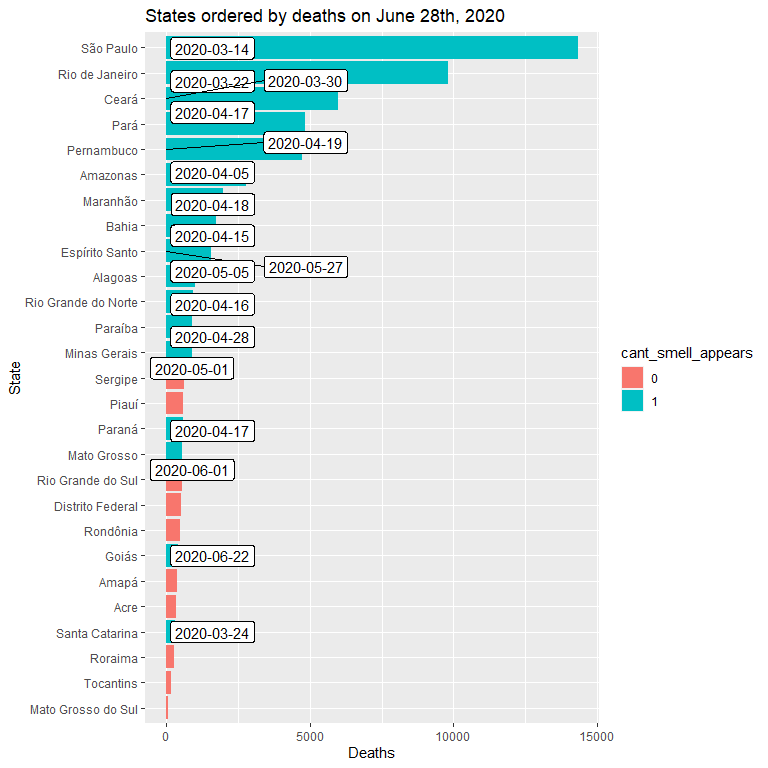 States ordered by deaths on June 28th, 2020
State
São Paulo
2020-03-14
Rio de Janeiro
2020-03-22
2020-03-30
Ceará
2020-04-17
Pará
Pernambuco
2020-04-19
Amazonas
2020-04-05
Maranhão
2020-04-18
Bahia
2020-04-15
Espírito Santo
2020-05-27
Alagoas
2020-05-05
Rio Grande do Norte
2020-04-16
Paraíba
2020-04-28
Minas Gerais
2020-05-01
Sergipe
Piauí
Paraná
2020-04-17
Mato Grosso
2020-06-01
Rio Grande do Sul
Distrito Federal
Rondônia
Goiás
2020-06-22
Amapá
Acre
Santa Catarina
2020-03-24
Roraima
Tocantins
Mato Grosso do Sul
0
5000
10000
15000
Deaths
cant_smell_appears
0
1